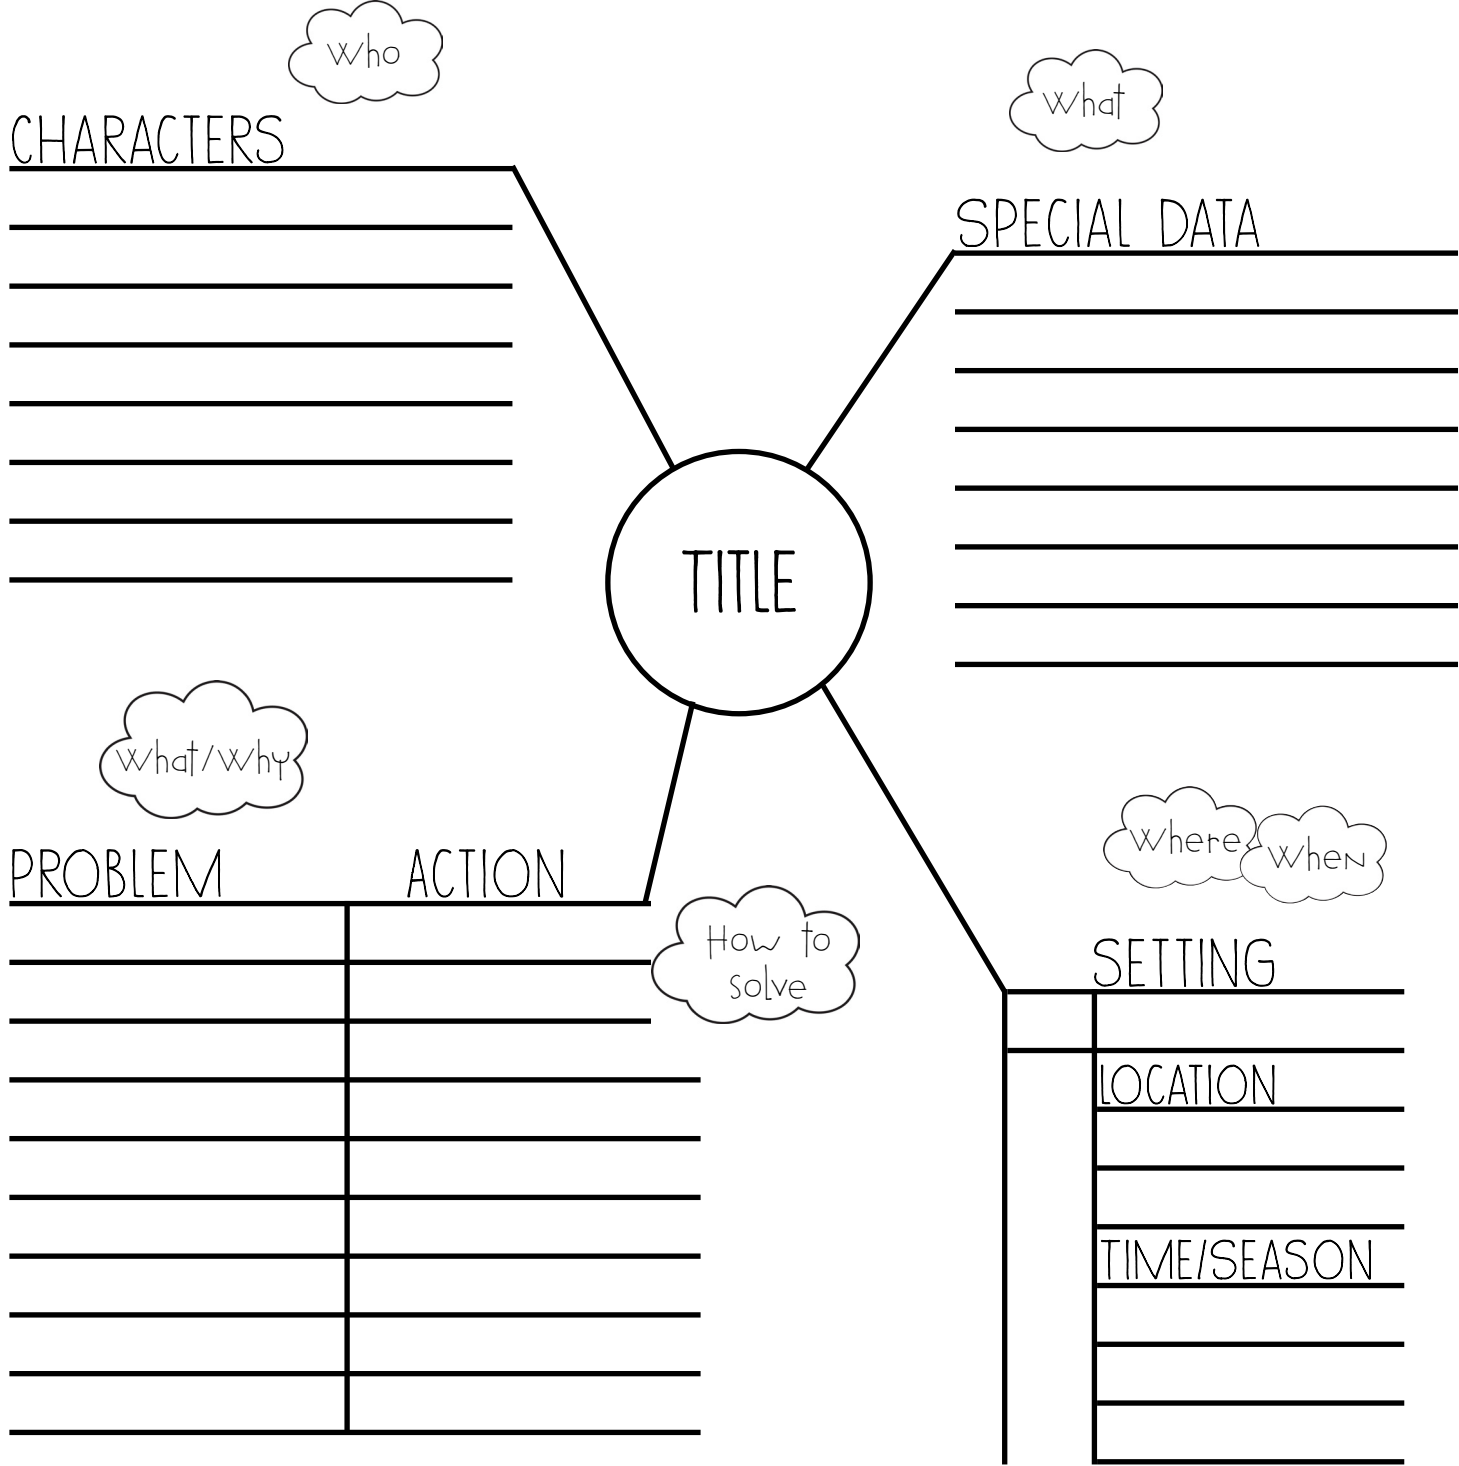 Who
CHARACTERS
What
SPECIAL DATA
TITLE
What/Why
PROBLEM
ACTION
How to
solve
Where
When
SETTING
LOCATION
TIME/SEASON